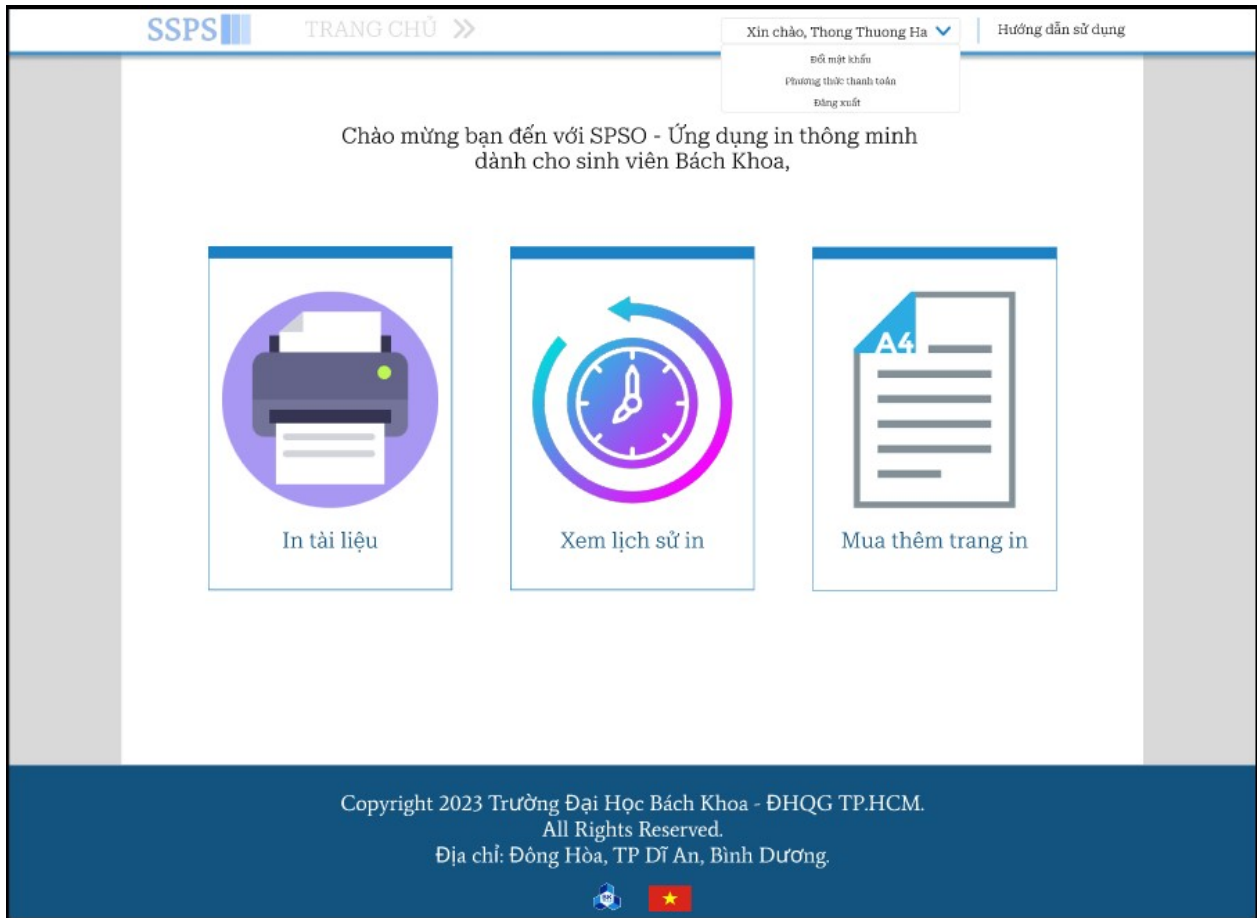 SSPS
TRANG CHỦ
Xin chào, Thong Thuong Ha
Hướng dẫn sử dụng
Đổi mật khẩu
Phương thức thanh toán
Đăng xuất
Chào mừng bạn đến với SPSO - Ứng dụng in thông minh
dành cho sinh viên Bách Khoa,
A4
In tài liệu
Xem lịch sử in
Mua thêm trang in
Copyright 2023 Trường Đại Học Bách Khoa - ĐHQG TP.HCM.
All Rights Reserved.
Địa chỉ: Đông Hòa, TP Dĩ An, Bình Dương.
BK